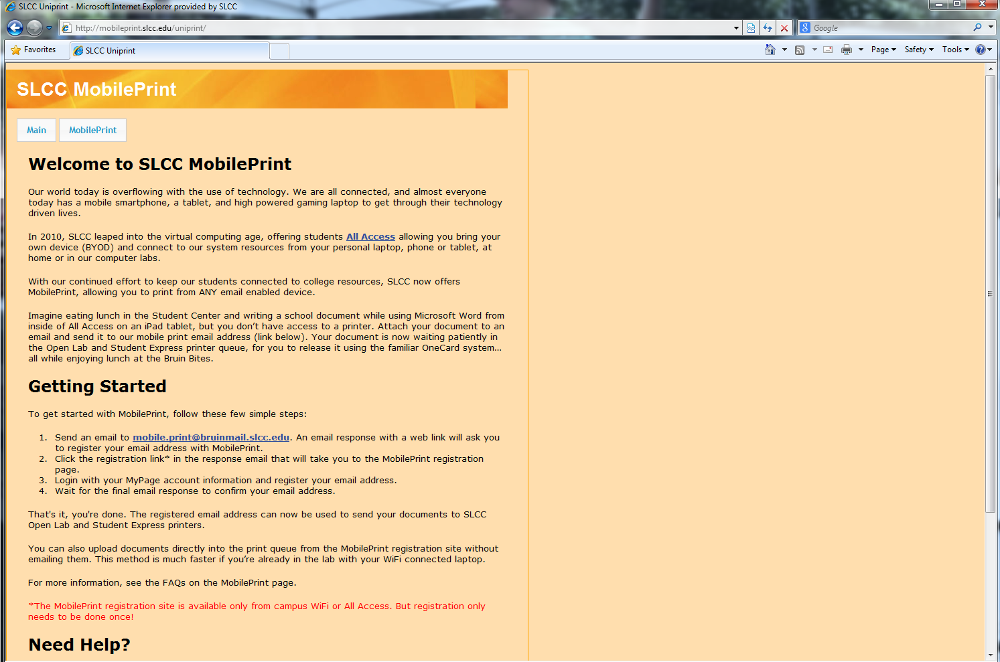 SLCC Uniprint - Microsoft Internet Explorer provided by SLCC
http://mobileprint.slcc.edu/uniprint/
Google
Favorites
SLCC Uniprint
Page
Safety
Tools
SLCC MobilePrint
Main
MobilePrint
Welcome to SLCC MobilePrint
Our world today is overflowing with the use of technology. We are all connected, and almost everyone
today has a mobile smartphone, a tablet, and high powered gaming laptop to get through their technology
driven lives.
In 2010, SLCC leaped into the virtual computing age, offering students All Access allowing you bring your
own device (BYOD) and connect to our system resources from your personal laptop, phone or tablet, at
home or in our computer labs.
With our continued effort to keep our students connected to college resources, SLCC now offers
MobilePrint, allowing you to print from ANY email enabled device.
Imagine eating lunch in the Student Center and writing a school document while using Microsoft Word from
inside of All Access on an iPad tablet, but you don’t have access to a printer. Attach your document to an
email and send it to our mobile print email address (link below). Your document is now waiting patiently in
the Open Lab and Student Express printer queue, for you to release it using the familiar OneCard system…
all while enjoying lunch at the Bruin Bites.
Getting Started
To get started with MobilePrint, follow these few simple steps:
1. Send an email to mobile.print@bruinmail.slcc.edu. An email response with a web link will ask you
to register your email address with MobilePrint.
2. Click the registration link* in the response email that will take you to the MobilePrint registration
page.
3. Login with your MyPage account information and register your email address.
4. Wait for the final email response to confirm your email address.
That's it, you're done. The registered email address can now be used to send your documents to SLCC
Open Lab and Student Express printers.
You can also upload documents directly into the print queue from the MobilePrint registration site without
emailing them. This method is much faster if you’re already in the lab with your WiFi connected laptop.
For more information, see the FAQs on the MobilePrint page.
*The MobilePrint registration site is available only from campus WiFi or All Access. But registration only
needs to be done once!
Need Help?